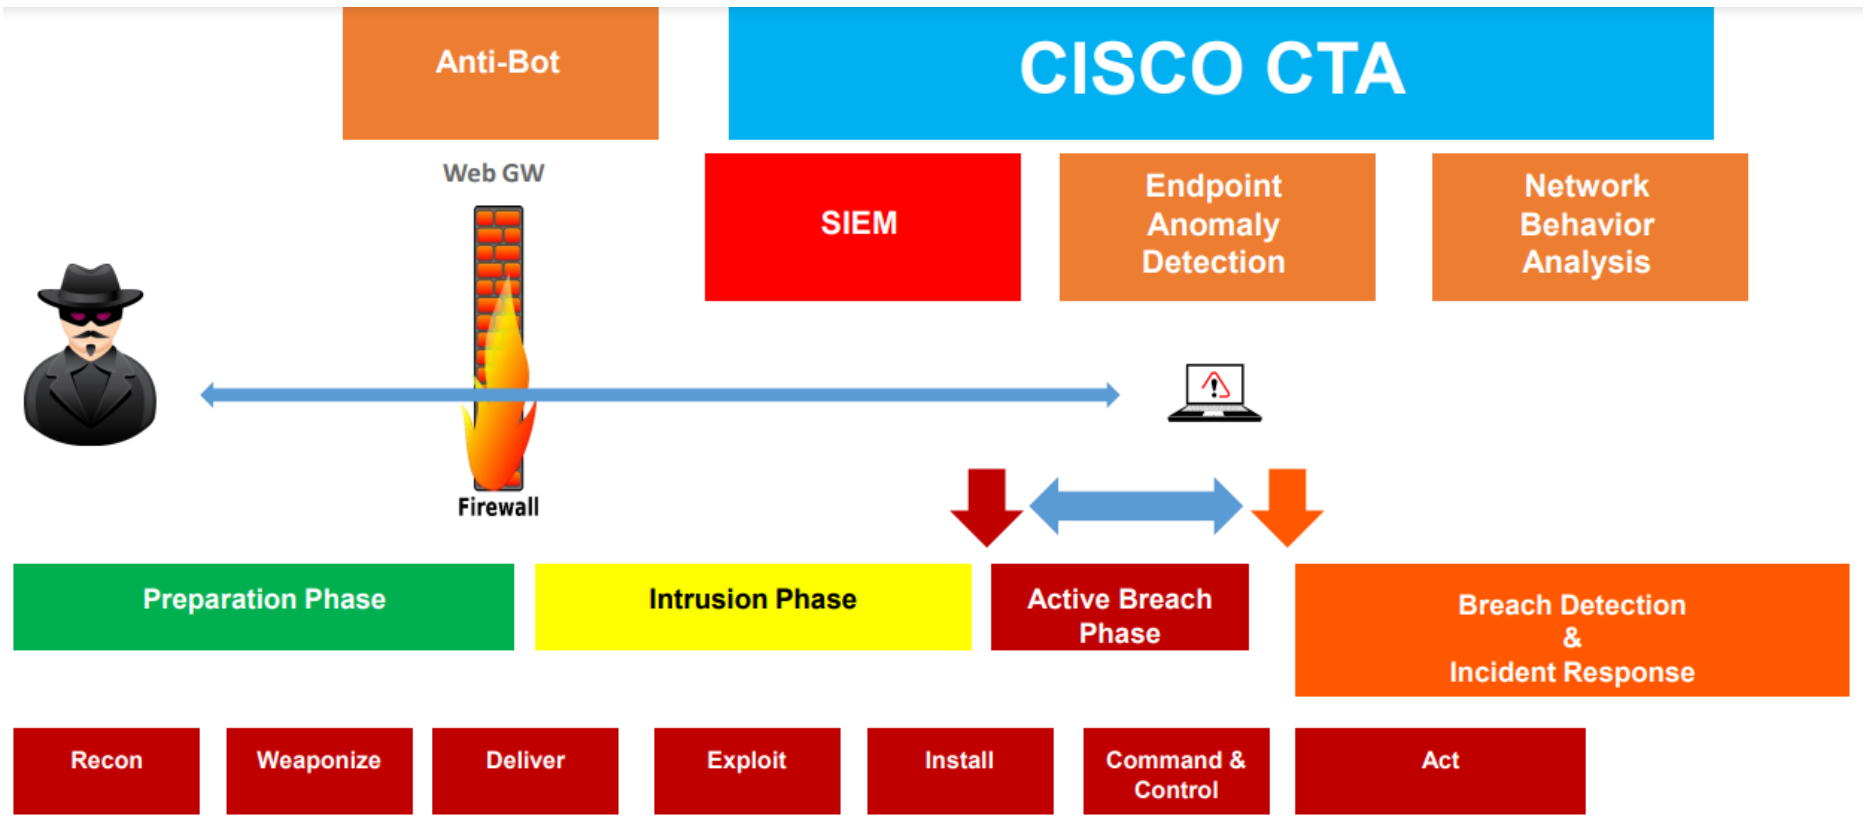 Anti-Bot
CISCO CTA
Web GW
SIEM
Endpoint
Anomaly
Detection
Network
Behavior
Analysis
Firewall
Preparation Phase
Intrusion Phase
Active Breach
Phase
Breach Detection
&
Incident Response
Recon
Weaponize
Deliver
Exploit
Install
Command &
Control
Act